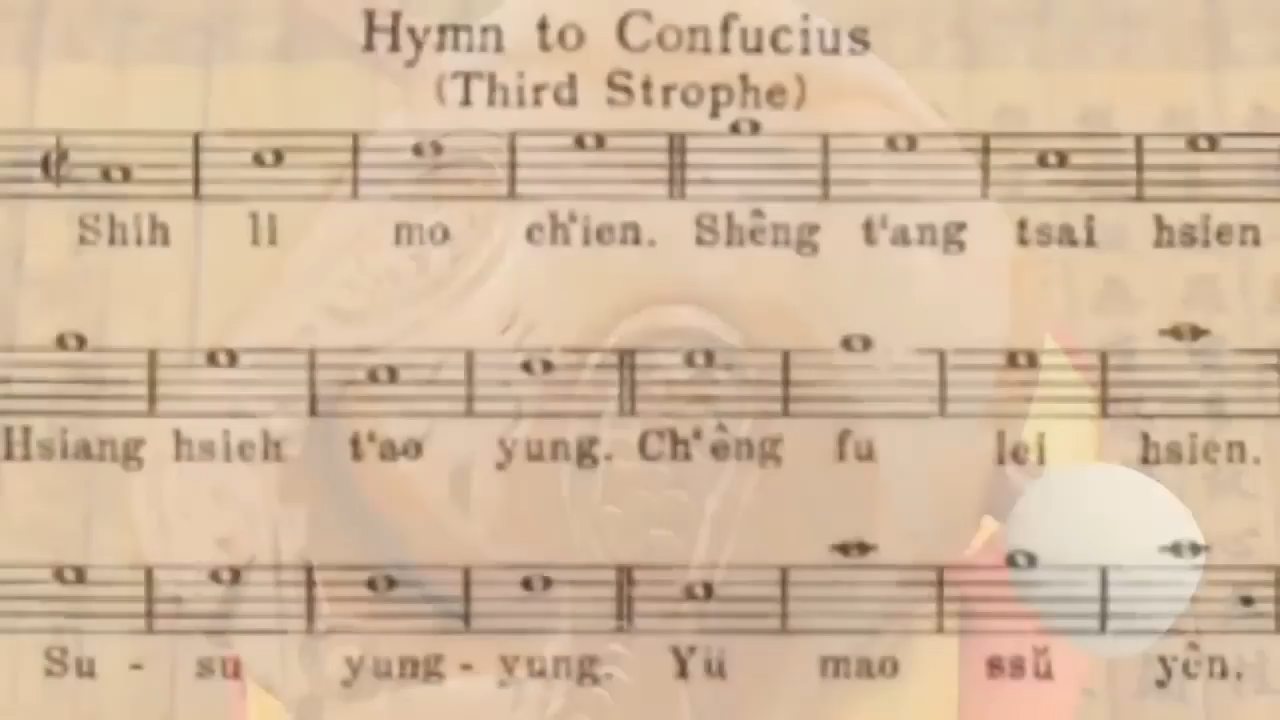 Hymn to Confucius
(Third Strophe)
Shih li mo ch'ien. Shêng t'ang tsai hsien
Hsiang hsieh t'ao yung. Ch'êng fu lei hsien.
Su - su yung - yung. Yü mao ssŭ yên.